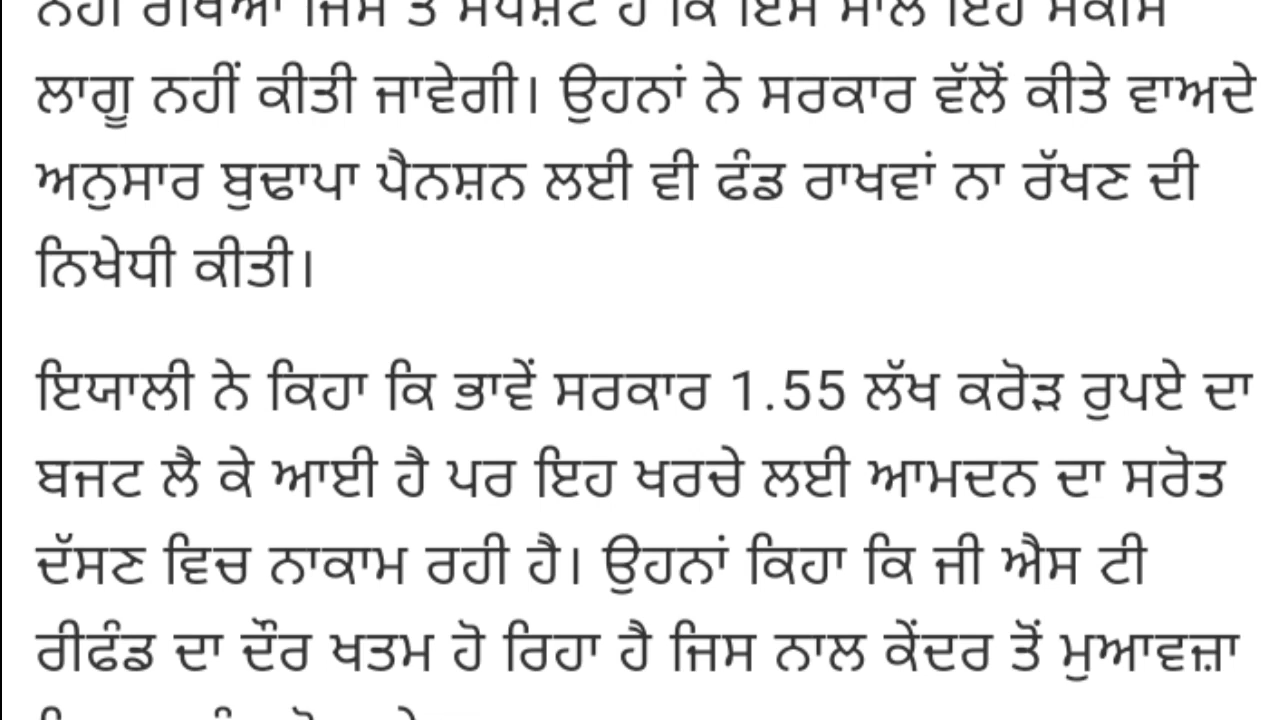 ਲਾਗੂ ਨਹੀਂ ਕੀਤੀ ਜਾਵੇਗੀ। ਉਹਨਾਂ ਨੇ ਸਰਕਾਰ ਵੱਲੋਂ ਕੀਤੇ ਵਾਅਦੇ
ਅਨੁਸਾਰ ਬੁਢਾਪਾ ਪੈਨਸ਼ਨ ਲਈ ਵੀ ਫੰਡ ਰਾਖਵਾਂ ਨਾ ਰੱਖਣ ਦੀ
ਨਿਖੇਧੀ ਕੀਤੀ।
ਇਯਾਲੀ ਨੇ ਕਿਹਾ ਕਿ ਭਾਵੇਂ ਸਰਕਾਰ 1.55 ਲੱਖ ਕਰੋੜ ਰੁਪਏ ਦਾ
ਬਜਟ ਲੈ ਕੇ ਆਈ ਹੈ ਪਰ ਇਹ ਖਰਚੇ ਲਈ ਆਮਦਨ ਦਾ ਸਰੋਤ
ਦੱਸਣ ਵਿਚ ਨਾਕਾਮ ਰਹੀ ਹੈ। ਉਹਨਾਂ ਕਿਹਾ ਕਿ ਜੀ ਐਸ ਟੀ
ਰੀਫੰਡ ਦਾ ਦੌਰ ਖਤਮ ਹੋ ਰਿਹਾ ਹੈ ਜਿਸ ਨਾਲ ਕੇਂਦਰ ਤੋਂ ਮੁਆਵਜ਼ਾ